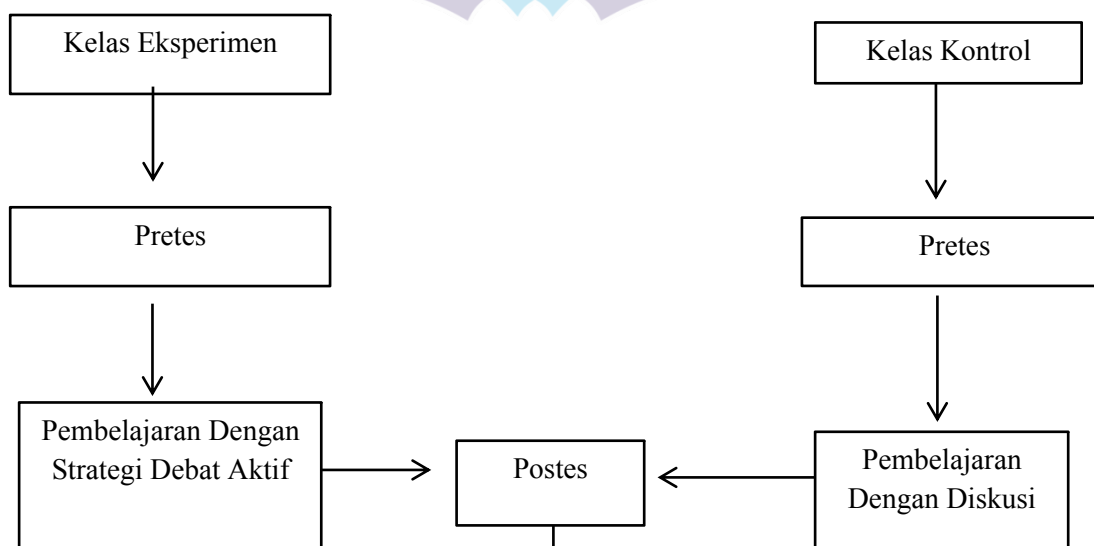 Kelas Eksperimen
Kelas Kontrol
Pretes
Pretes
Pembelajaran Dengan
Strategi Debat Aktif
Postes
Pembelajaran
Dengan Diskusi